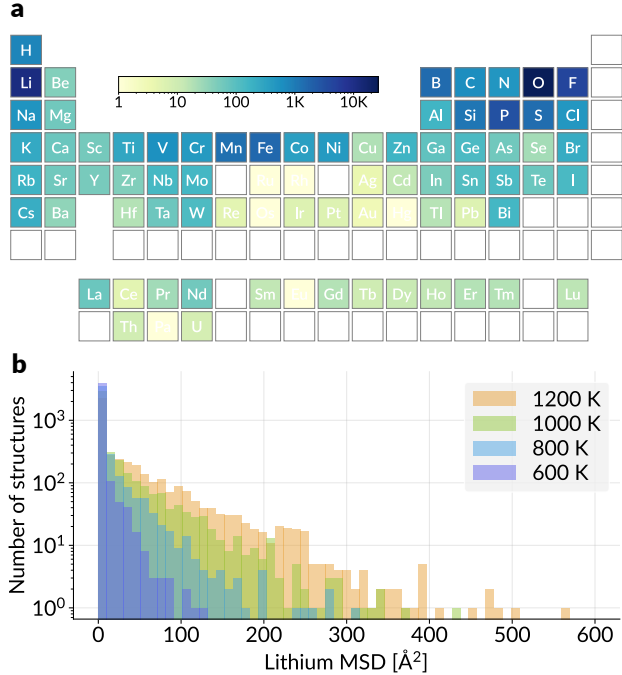 a
H
Li Be B C N O F
1 10 100 1K 10K
Na Mg Al Si P S Cl
K Ca Sc Ti V Cr Mn Fe Co Ni Cu Zn Ga Ge As Se Br
Rb Sr Y Zr Nb Mo Ag Cd In Sn Sb Te I
Cs Ba Hf Ta W Re Ir Pt Au Tl Pb Bi
La Ce Pr Nd Sm Gd Tb Dy Ho Er Tm Lu
Th U
b
Number of structures
10³
10²
10¹
10⁰
1200 K
1000 K
800 K
600 K
0 100 200 300 400 500 600
Lithium MSD [Å²]